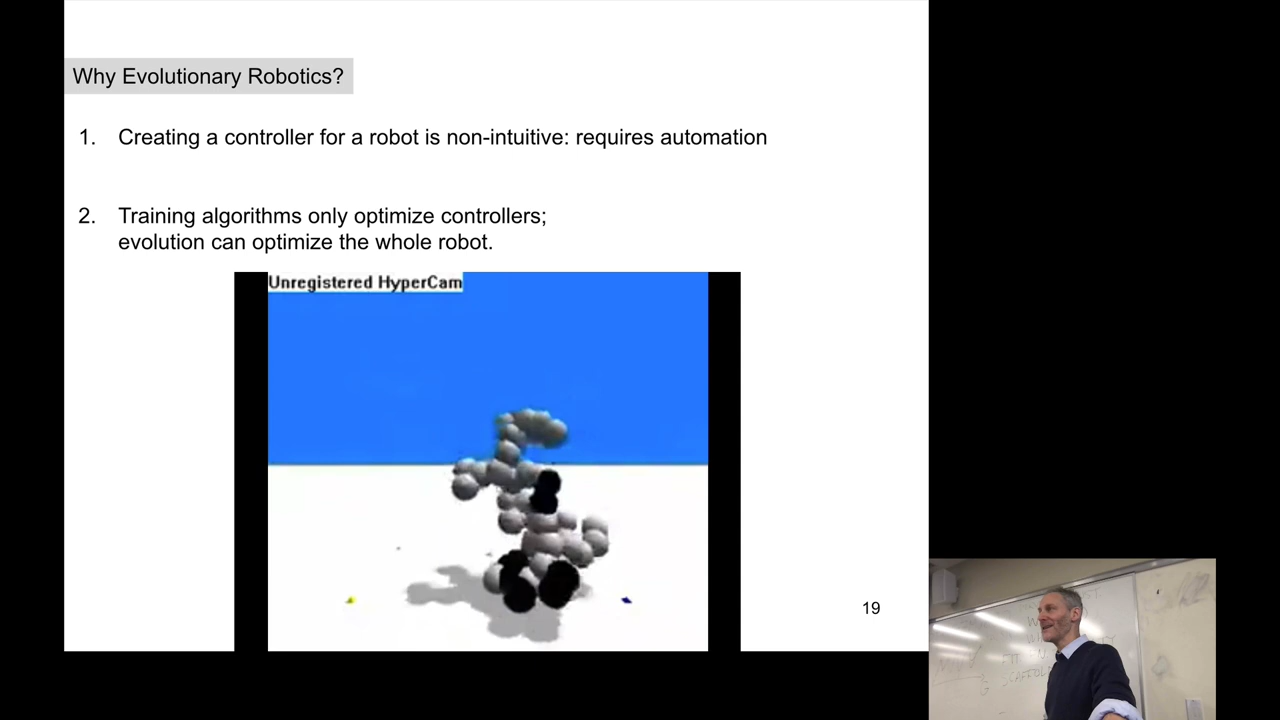 Why Evolutionary Robotics?
1. Creating a controller for a robot is non-intuitive: requires automation
2. Training algorithms only optimize controllers;
evolution can optimize the whole robot.
Unregistered HyperCam
19